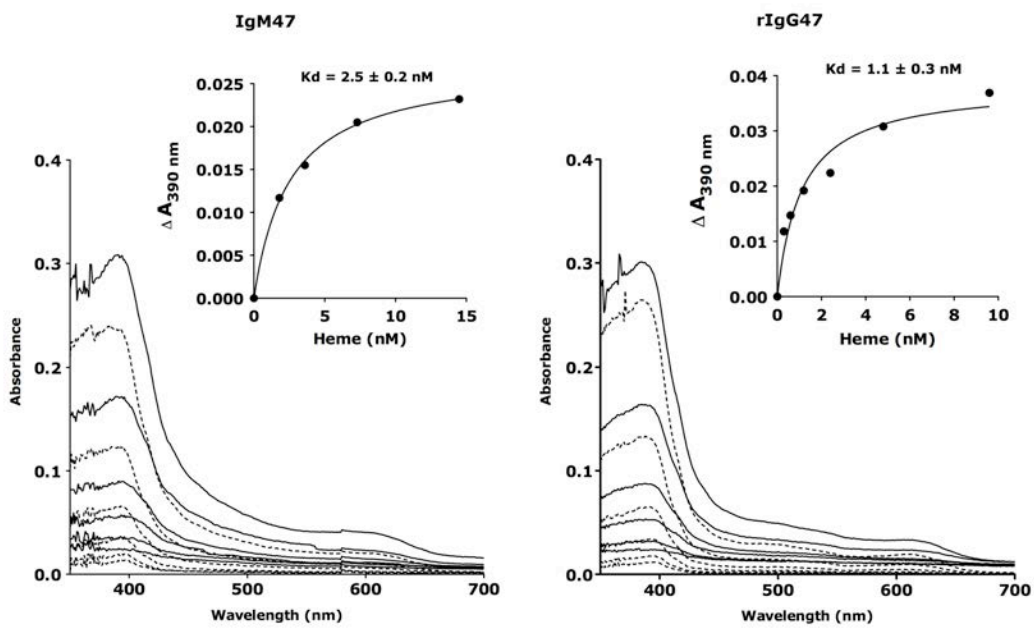 IgM47
Kd = 2.5 ± 0.2 nM
0.025
0.020
0.015
0.010
0.005
0.000
Δ A390 nm
0 5 10 15
Heme (nM)
0.4
0.3
0.2
0.1
0.0
Absorbance
400 500 600 700
Wavelength (nm)
rIgG47
Kd = 1.1 ± 0.3 nM
0.04
0.03
0.02
0.01
0.00
Δ A390 nm
0 2 4 6 8 10
Heme (nM)
0.4
0.3
0.2
0.1
0.0
Absorbance
400 500 600 700
Wavelength (nm)